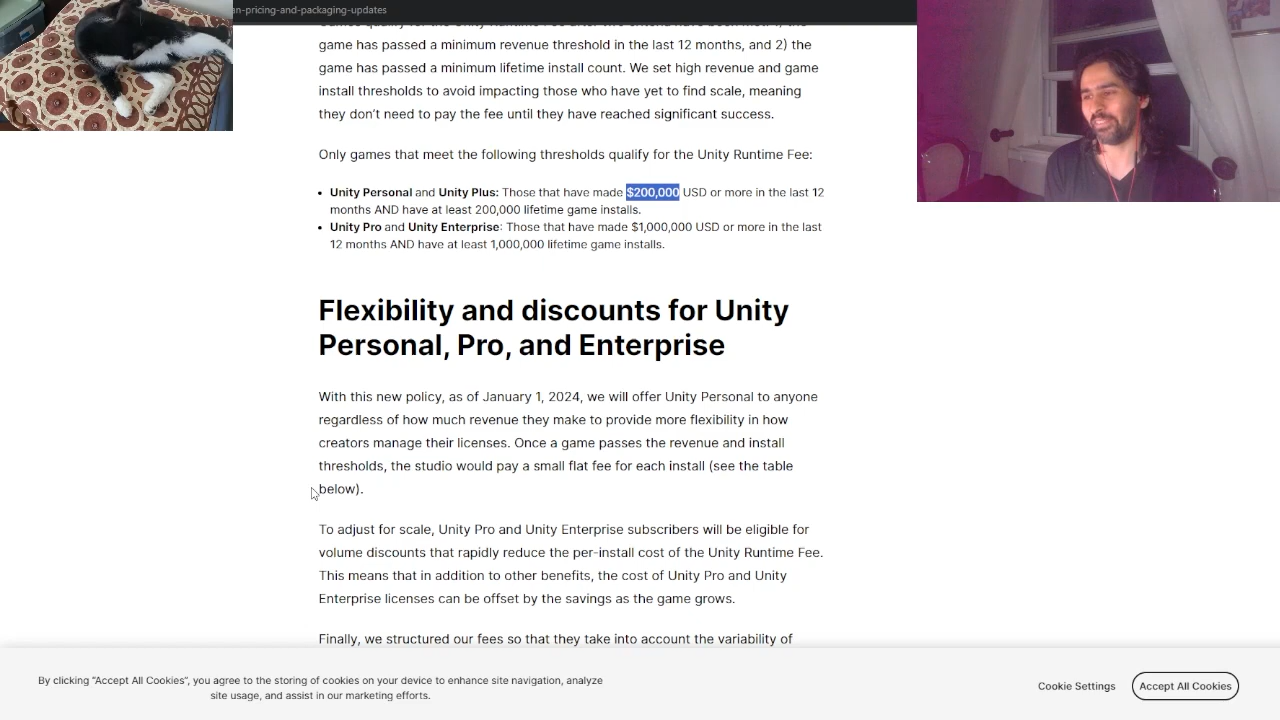 an-pricing-and-packaging-updates
game has passed a minimum revenue threshold in the last 12 months, and 2) the
game has passed a minimum lifetime install count. We set high revenue and game
install thresholds to avoid impacting those who have yet to find scale, meaning
they don't need to pay the fee until they have reached significant success.
Only games that meet the following thresholds qualify for the Unity Runtime Fee:
• Unity Personal and Unity Plus: Those that have made $200,000 USD or more in the last 12
months AND have at least 200,000 lifetime game installs.
• Unity Pro and Unity Enterprise: Those that have made $1,000,000 USD or more in the last
12 months AND have at least 1,000,000 lifetime game installs.
Flexibility and discounts for Unity
Personal, Pro, and Enterprise
With this new policy, as of January 1, 2024, we will offer Unity Personal to anyone
regardless of how much revenue they make to provide more flexibility in how
creators manage their licenses. Once a game passes the revenue and install
thresholds, the studio would pay a small flat fee for each install (see the table
below).
To adjust for scale, Unity Pro and Unity Enterprise subscribers will be eligible for
volume discounts that rapidly reduce the per-install cost of the Unity Runtime Fee.
This means that in addition to other benefits, the cost of Unity Pro and Unity
Enterprise licenses can be offset by the savings as the game grows.
Finally, we structured our fees so that they take into account the variability of
By clicking “Accept All Cookies”, you agree to the storing of cookies on your device to enhance site navigation, analyze
site usage, and assist in our marketing efforts.
Cookie Settings
Accept All Cookies